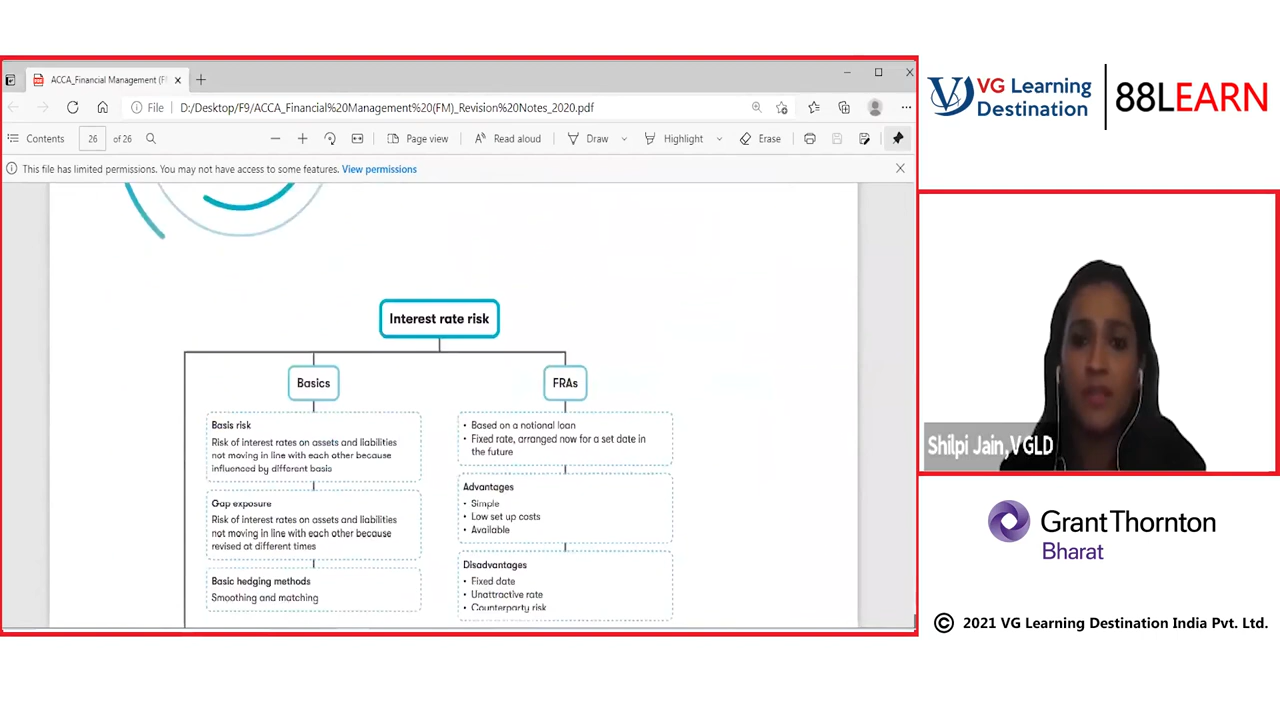 ACCA_Financial Management (F
File
D:/Desktop/F9/ACCA_Financial%20Management%20(FM)_Revision%20Notes_2020.pdf
Contents
26
of 26
Page view
Read aloud
Draw
Highlight
Erase
This file has limited permissions. You may not have access to some features. View permissions
Interest rate risk
Basics
Basis risk
Risk of interest rates on assets and liabilities
not moving in line with each other because
influenced by different basis
Gap exposure
Risk of interest rates on assets and liabilities
not moving in line with each other because
revised at different times
Basic hedging methods
Smoothing and matching
FRAs
• Based on a notional loan
• Fixed rate, arranged now for a set date in
the future
Advantages
• Simple
• Low set up costs
• Available
Disadvantages
• Fixed date
• Unattractive rate
• Counterparty risk
VG Learning
Destination
88LEARN
Shilpi Jain, VGLD
Grant Thornton
Bharat
© 2021 VG Learning Destination India Pvt. Ltd.